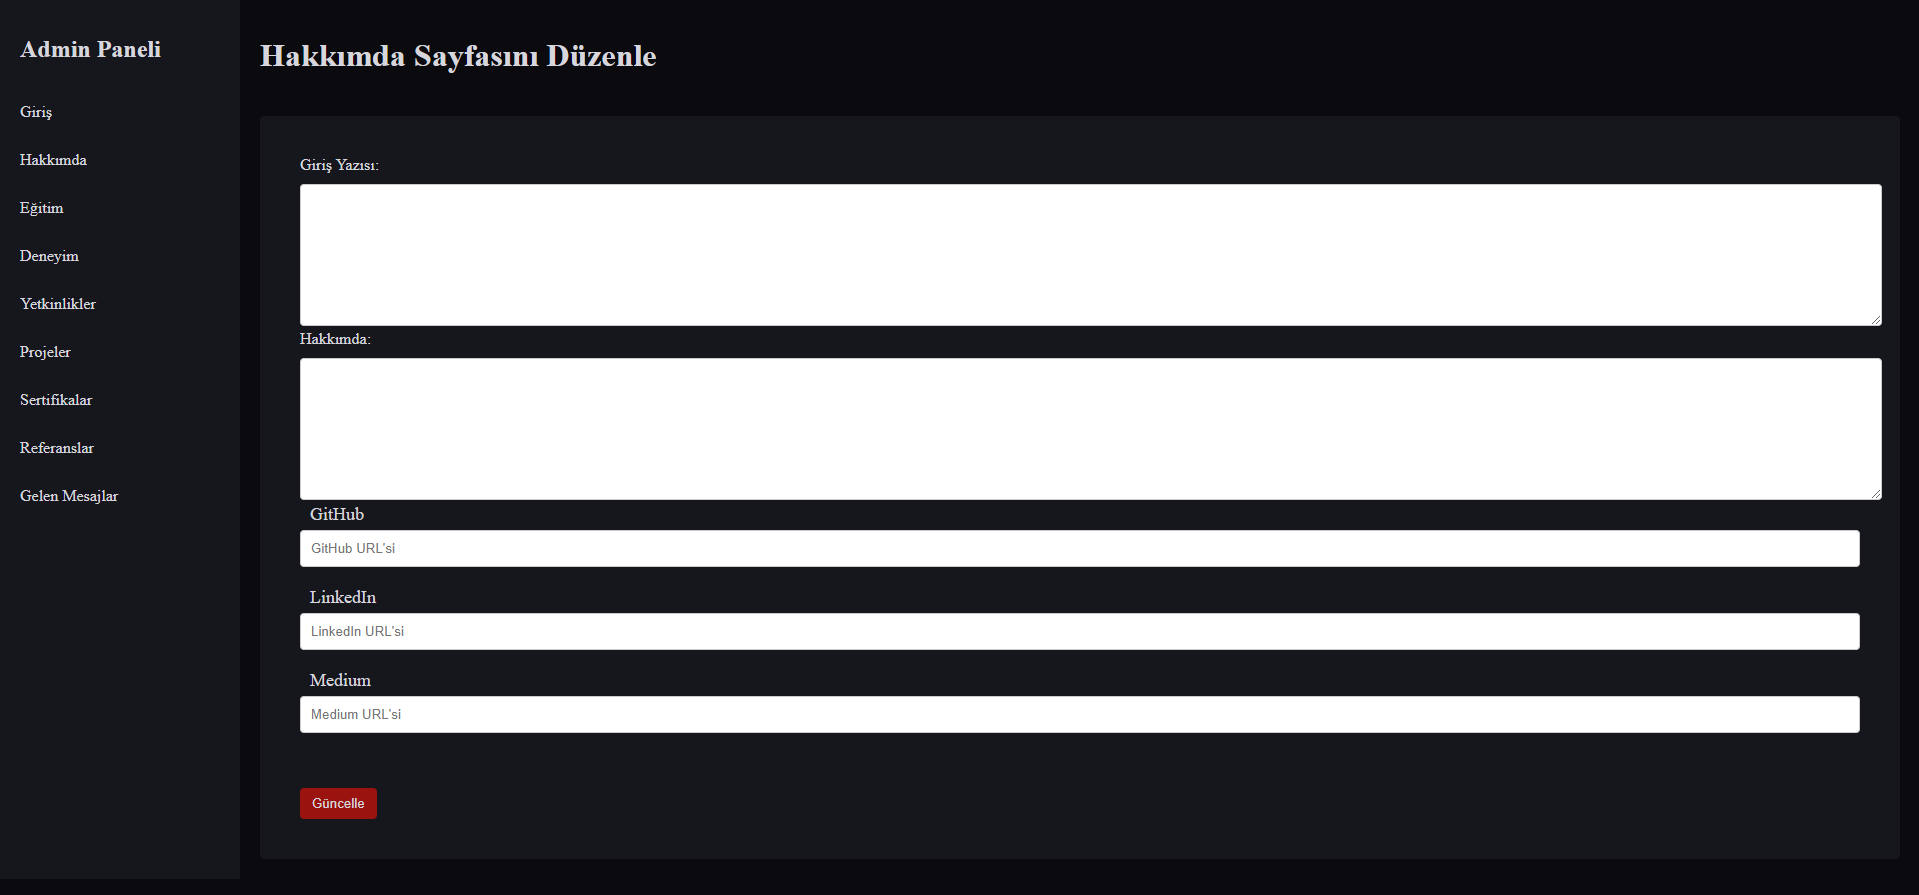 Admin Paneli
Giriş
Hakkımda
Eğitim
Deneyim
Yetkinlikler
Projeler
Sertifikalar
Referanslar
Gelen Mesajlar
Hakkımda Sayfasını Düzenle
Giriş Yazısı:
Hakkımda:
GitHub
GitHub URL'si
LinkedIn
LinkedIn URL'si
Medium
Medium URL'si
Güncelle